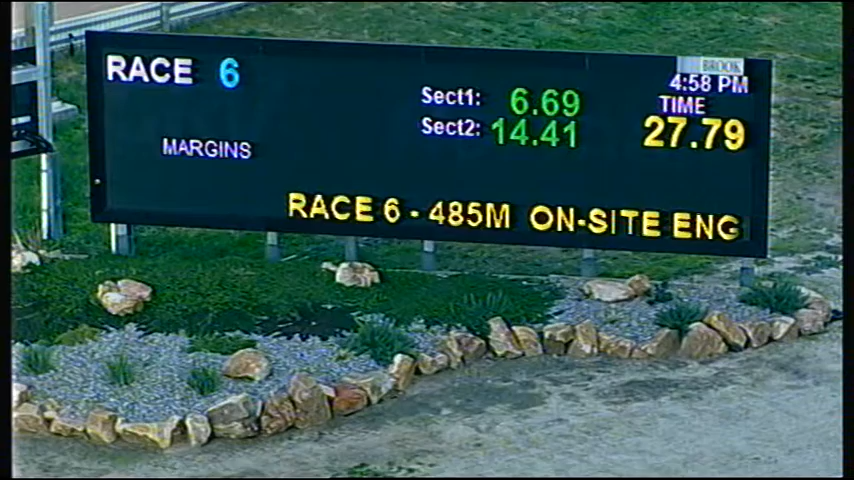 RACE 6
BROOK
4:58 PM
Sect1: 6.69
TIME
Sect2: 14.41
27.79
MARGINS
RACE 6 - 485M ON-SITE ENG